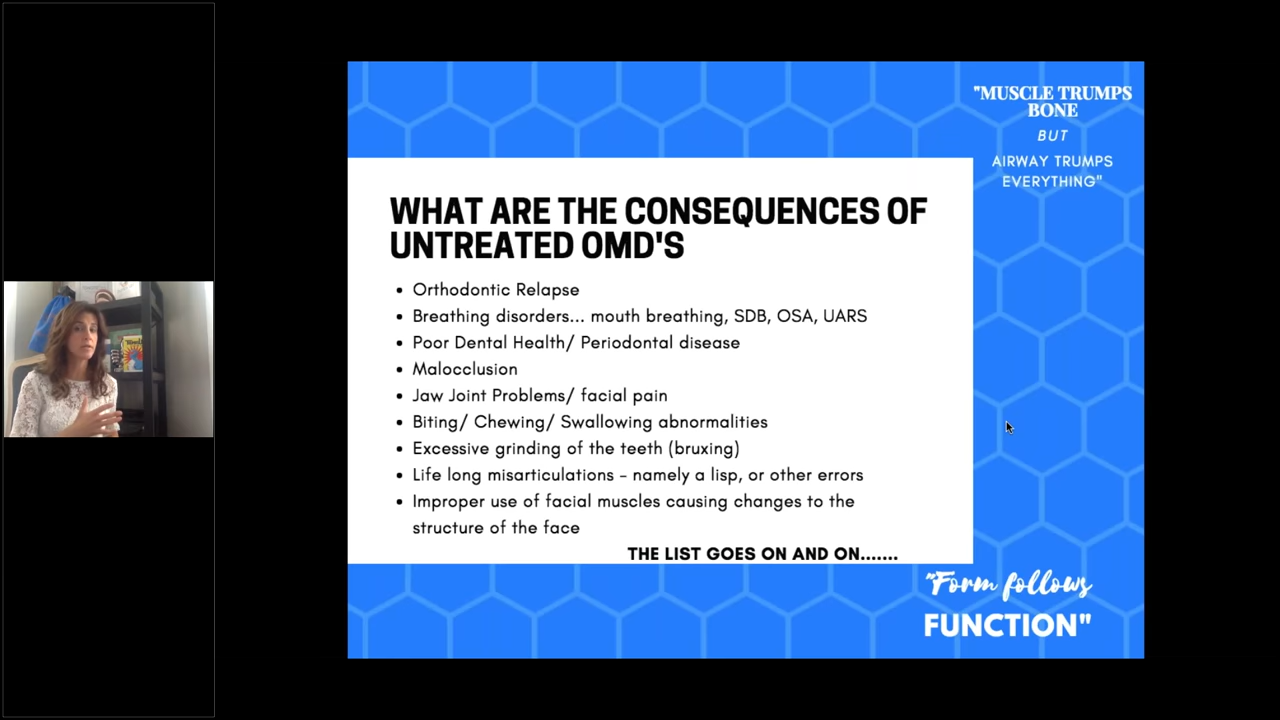 "MUSCLE TRUMPS
BONE
BUT
AIRWAY TRUMPS
EVERYTHING"
WHAT ARE THE CONSEQUENCES OF
UNTREATED OMD'S
• Orthodontic Relapse
• Breathing disorders... mouth breathing, SDB, OSA, UARS
• Poor Dental Health/ Periodontal disease
• Malocclusion
• Jaw Joint Problems/ facial pain
• Biting/ Chewing/ Swallowing abnormalities
• Excessive grinding of the teeth (bruxing)
• Life long misarticulations - namely a lisp, or other errors
• Improper use of facial muscles causing changes to the
structure of the face
THE LIST GOES ON AND ON.......
"Form follows
FUNCTION"